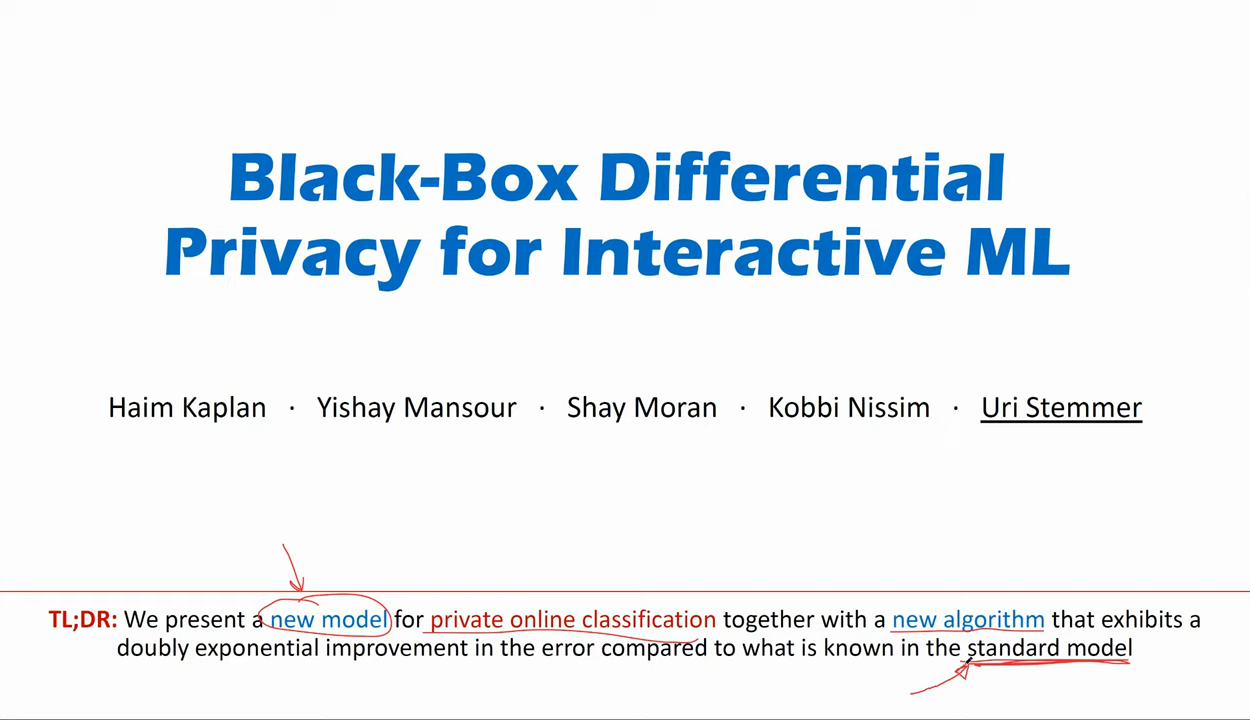 Black-Box Differential
Privacy for Interactive ML
Haim Kaplan · Yishay Mansour · Shay Moran · Kobbi Nissim · Uri Stemmer
TL;DR: We present a new model for private online classification together with a new algorithm that exhibits a
doubly exponential improvement in the error compared to what is known in the standard model